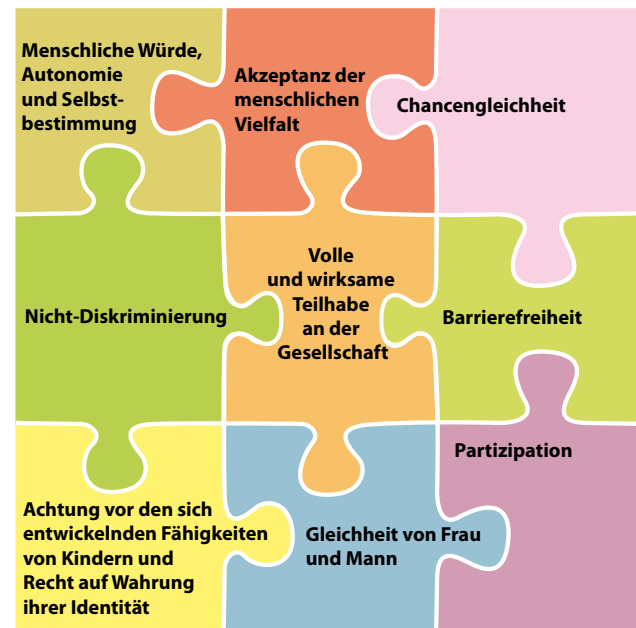 Menschliche Würde,
Autonomie
und Selbst-
bestimmung
Akzeptanz der
menschlichen
Vielfalt
Chancengleichheit
Nicht-Diskriminierung
Volle
und wirksame
Teilhabe
an der
Gesellschaft
Barrierefreiheit
Achtung vor den sich
entwickelnden Fähigkeiten
von Kindern und
Recht auf Wahrung
ihrer Identität
Gleichheit von Frau
und Mann
Partizipation